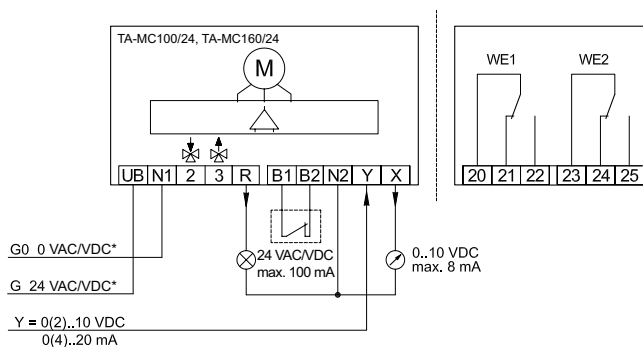 TA-MC100/24, TA-MC160/24
M
WE1 WE2
UB N1 2 3 R B1 B2 N2 Y X
20 21 22 23 24 25
G0 0 VAC/VDC*
24 VAC/VDC
max. 100 mA
0..10 VDC
max. 8 mA
G 24 VAC/VDC*
Y = 0(2)..10 VDC
0(4)..20 mA